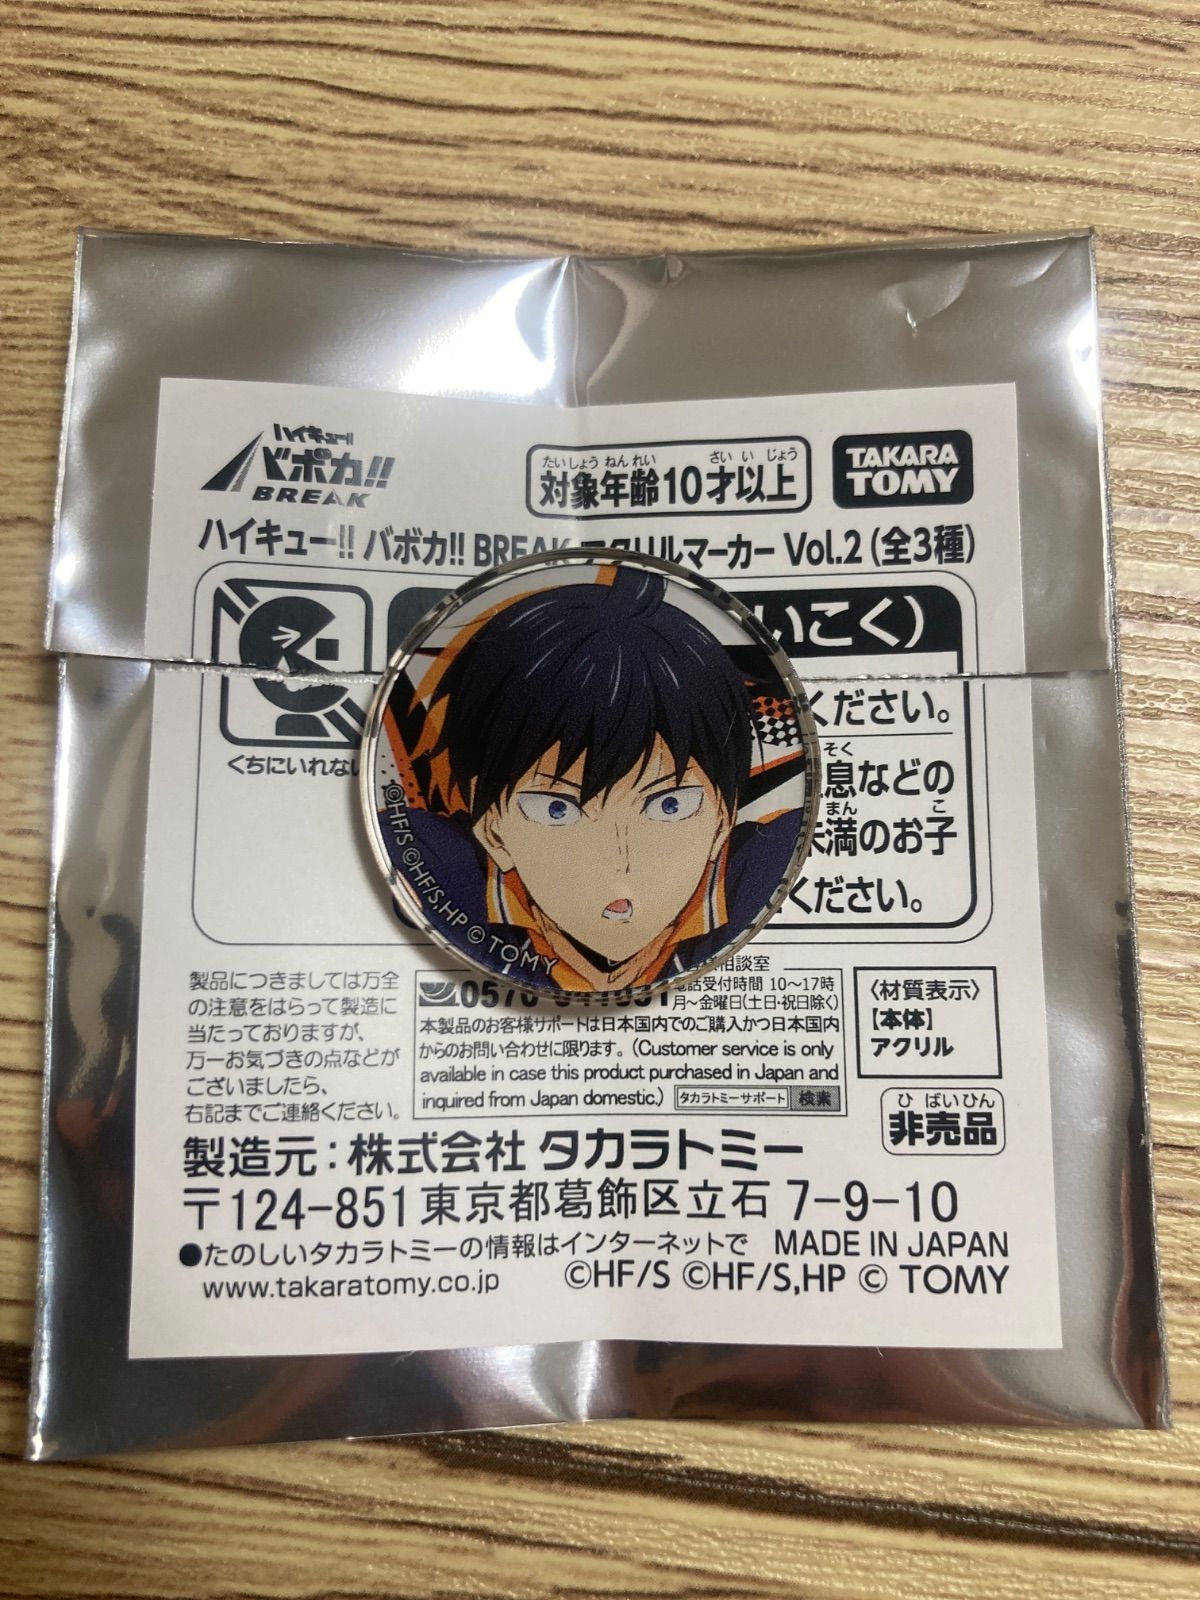 ハイキュー!!
バボカ!!
BREAK
たいしょう ねん れい さい い じょう
対象年齢10才以上
TAKARA
TOMY
ハイキュー!! バボカ!! BREAK アクリルマーカー Vol.2 (全3種)
いこく)
ください。
くちにいれない
そく
息などの
まん こ
未満のお子
ください。
©HF/S ©HF/S,HP © TOMY
製品につきましては万全
の注意をはらって製造に
当たっておりますが、
万一お気づきの点などが
ございましたら、
右記までご連絡ください。
相談室
0570-041031
電話受付時間 10〜17時
月〜金曜日(土日・祝日除く)
本製品のお客様サポートは日本国内でのご購入かつ日本国内
からのお問い合わせに限ります。(Customer service is only
available in case this product purchased in Japan and
inquired from Japan domestic.) タカラトミーサポート 検索
〈材質表示〉
【本体】
アクリル
ひ ばい ひん
非売品
製造元:株式会社 タカラトミー
〒124-851 東京都葛飾区立石 7-9-10
●たのしいタカラトミーの情報はインターネットで MADE IN JAPAN
www.takaratomy.co.jp ©HF/S ©HF/S,HP © TOMY